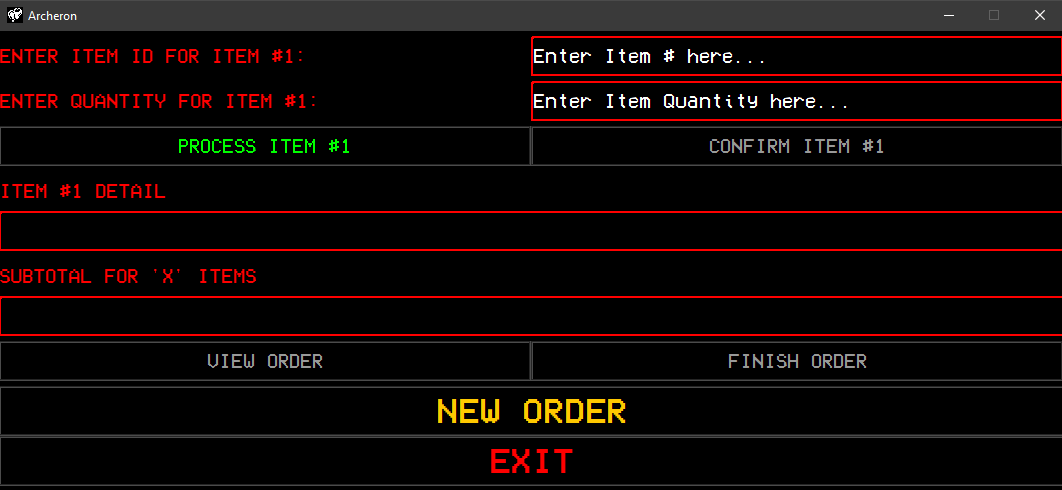 Archeron
ENTER ITEM ID FOR ITEM #1:
Enter Item # here...
ENTER QUANTITY FOR ITEM #1:
Enter Item Quantity here...
PROCESS ITEM #1
CONFIRM ITEM #1
ITEM #1 DETAIL
SUBTOTAL FOR 'X' ITEMS
VIEW ORDER
FINISH ORDER
NEW ORDER
EXIT